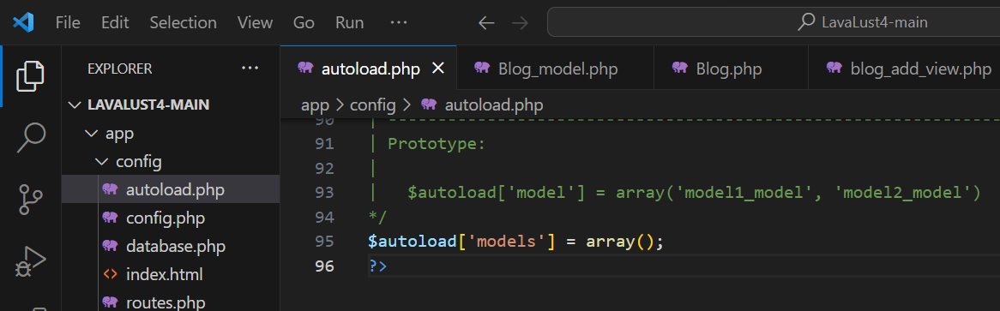 File Edit Selection View Go Run ··· LavaLust4-main
EXPLORER ···
autoload.php Blog_model.php Blog.php blog_add_view.php
LAVALUST4-MAIN
app
config
autoload.php
config.php
database.php
index.html
routes.php
app > config > autoload.php
90 | --------------------------------------------------------------
91 | Prototype:
92 |
93 |   $autoload['model'] = array('model1_model', 'model2_model')
94 */
95 $autoload['models'] = array();
96 ?>